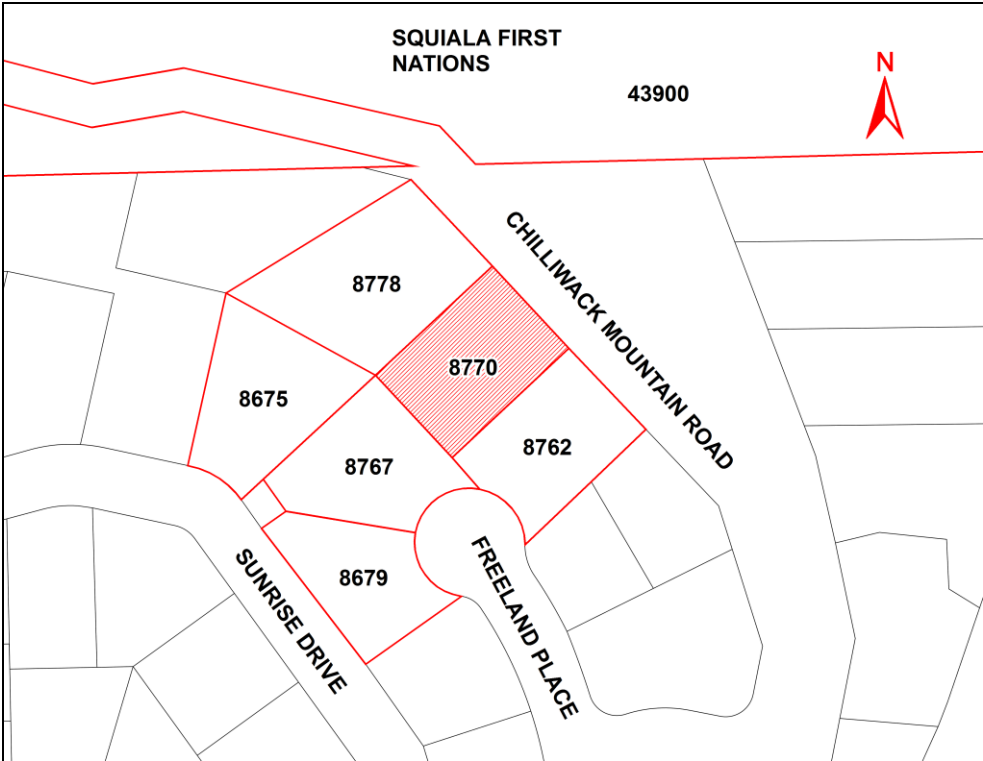 SQUIALA FIRST
NATIONS
43900
N
CHILLIWACK MOUNTAIN ROAD
8778
8770
8675
8762
8767
8679
SUNRISE DRIVE
FREELAND PLACE